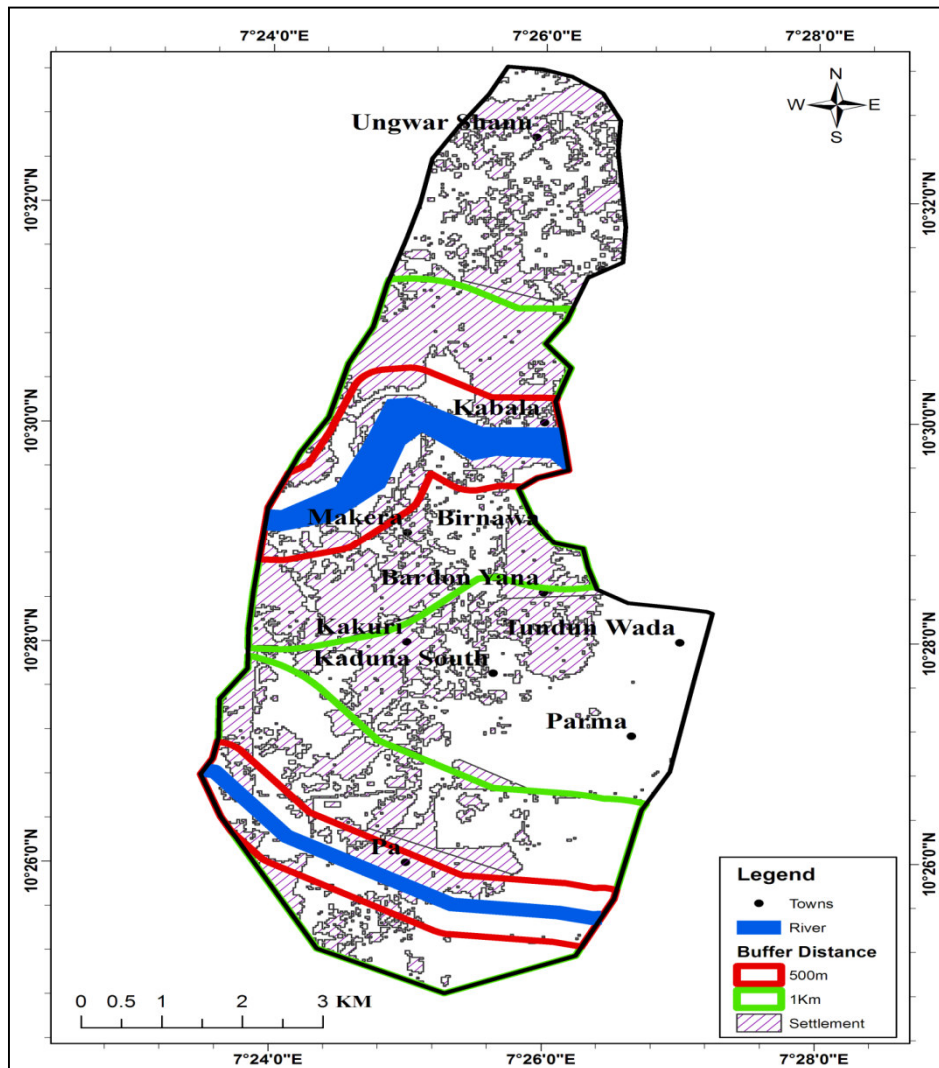 7°24'0"E 7°26'0"E 7°28'0"E
N
W E
S
Ungwar Shanu
10°32'0"N 10°32'0"N
10°30'0"N 10°30'0"N
Kabala
Makera Birnawa
Bardon Yana
Kakuri Tundun Wada
10°28'0"N 10°28'0"N
Kaduna South
Parma
10°26'0"N 10°26'0"N
Pa
Legend
Towns
River
Buffer Distance
500m
1Km
Settlement
0 0.5 1 2 3 KM
7°24'0"E 7°26'0"E 7°28'0"E